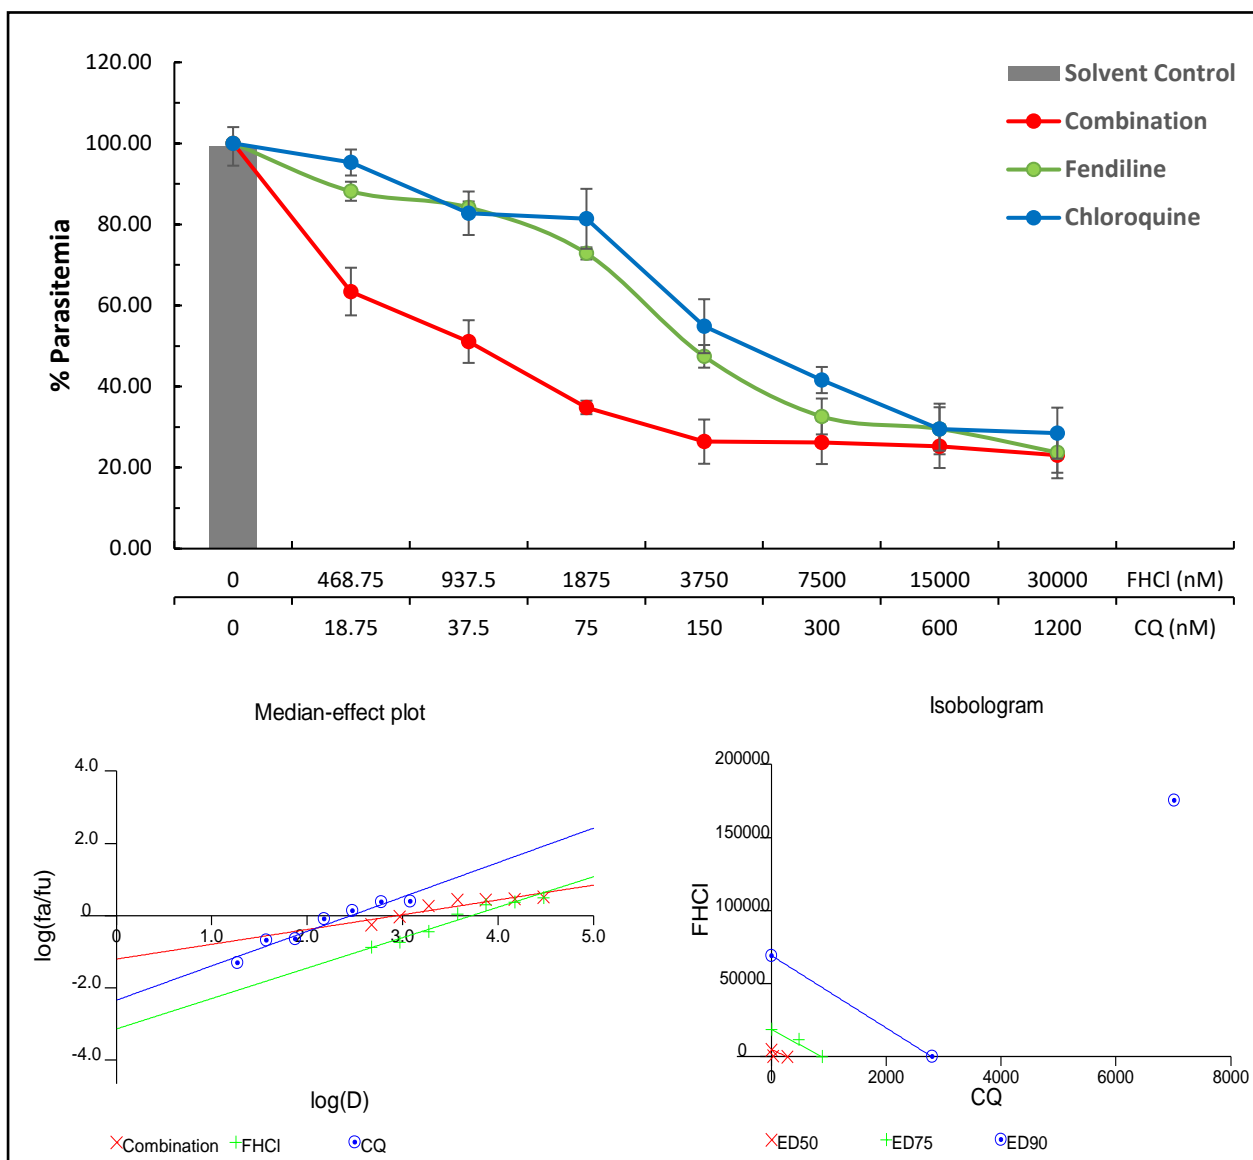 120.00
100.00
80.00
60.00
40.00
20.00
0.00
% Parasitemia
Solvent Control
Combination
Fendiline
Chloroquine
0 468.75 937.5 1875 3750 7500 15000 30000 FHCl (nM)
0 18.75 37.5 75 150 300 600 1200 CQ (nM)
Median-effect plot
4.0
2.0
0
-2.0
-4.0
log(fa/fu)
0 1.0 2.0 3.0 4.0 5.0
log(D)
Combination FHCl CQ
Isobologram
200000
150000
100000
50000
0
FHCl
0 2000 4000 6000 8000
CQ
ED50 ED75 ED90